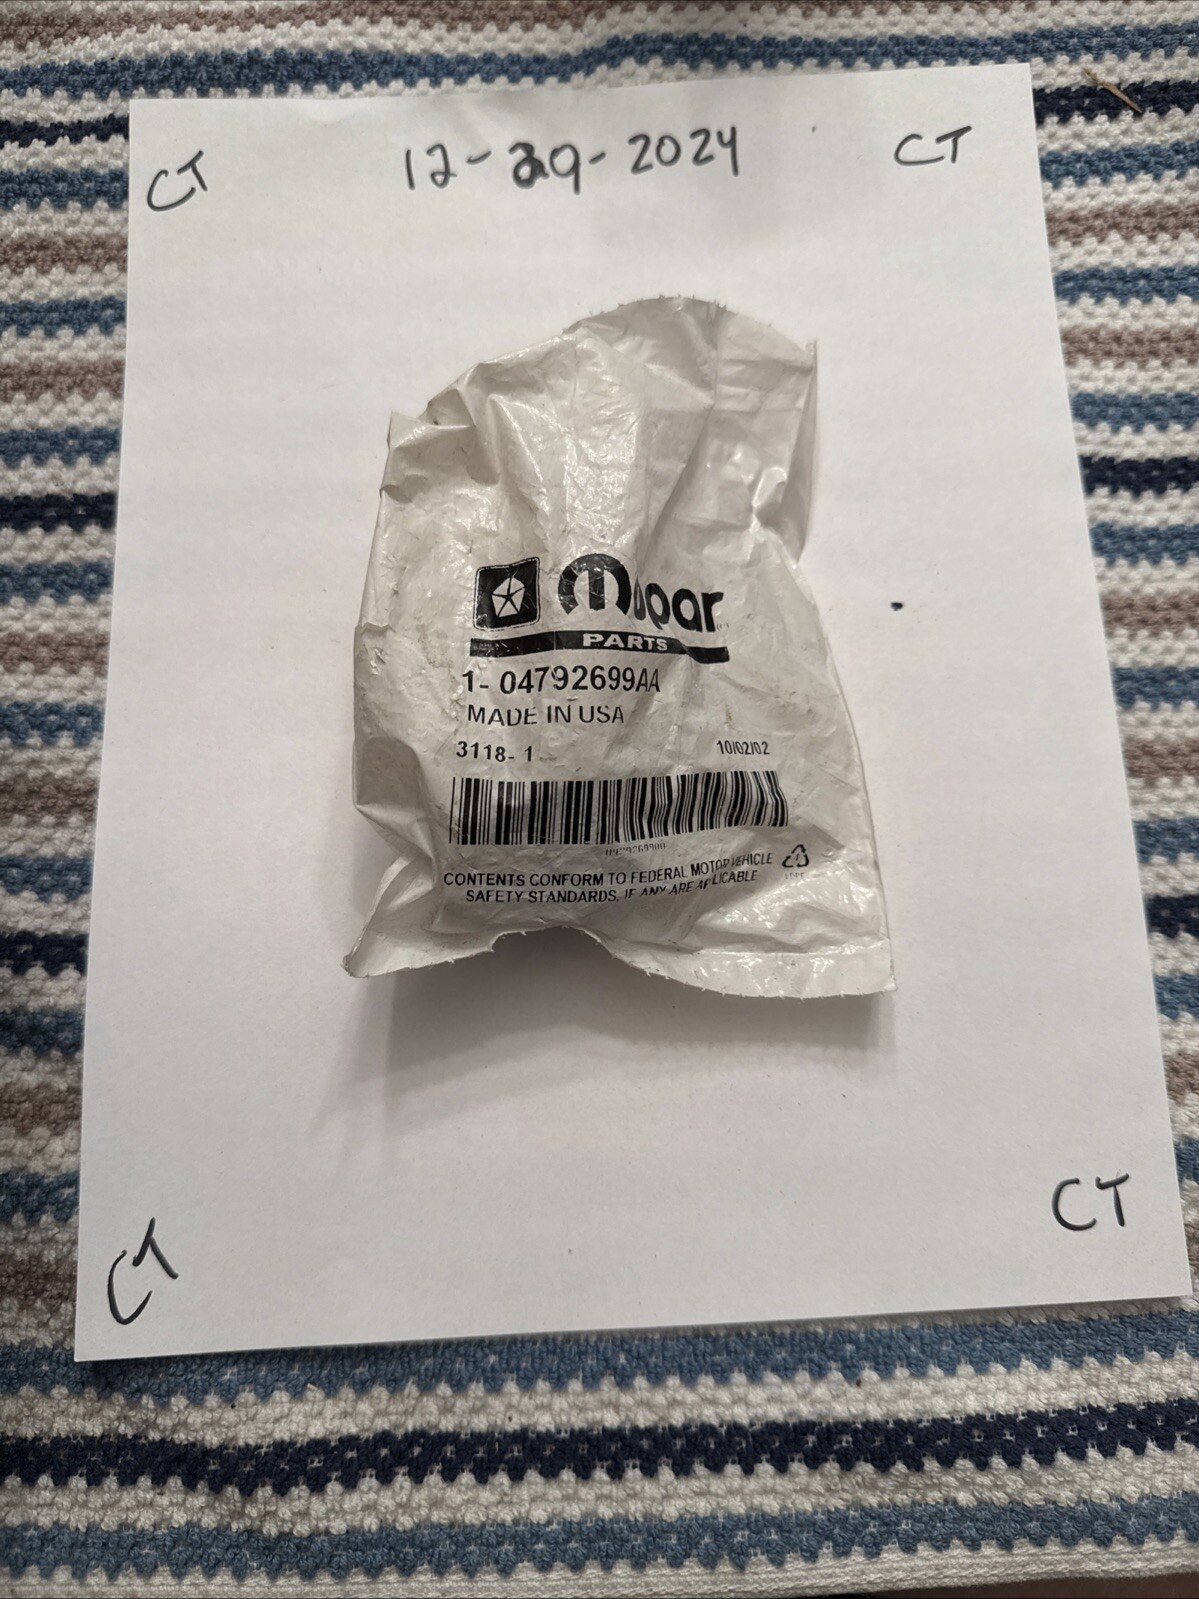 CT 12-29-2024 CT
Mopar
PARTS
1- 04792699AA
MADE IN USA
3118- 1 10/02/02
CONTENTS CONFORM TO FEDERAL MOTOR VEHICLE
SAFETY STANDARDS, IF ANY ARE APPLICABLE
CT CT